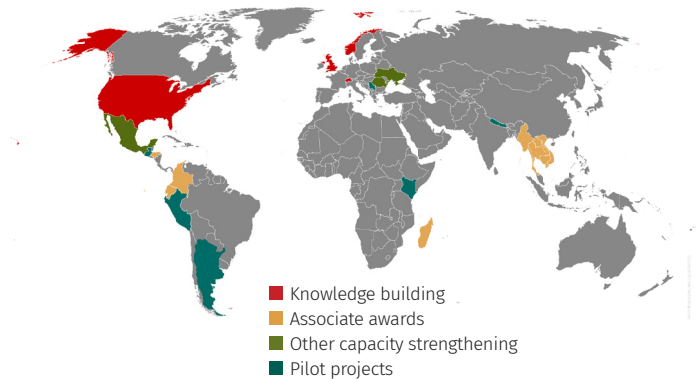 Knowledge building
Associate awards
Other capacity strengthening
Pilot projects